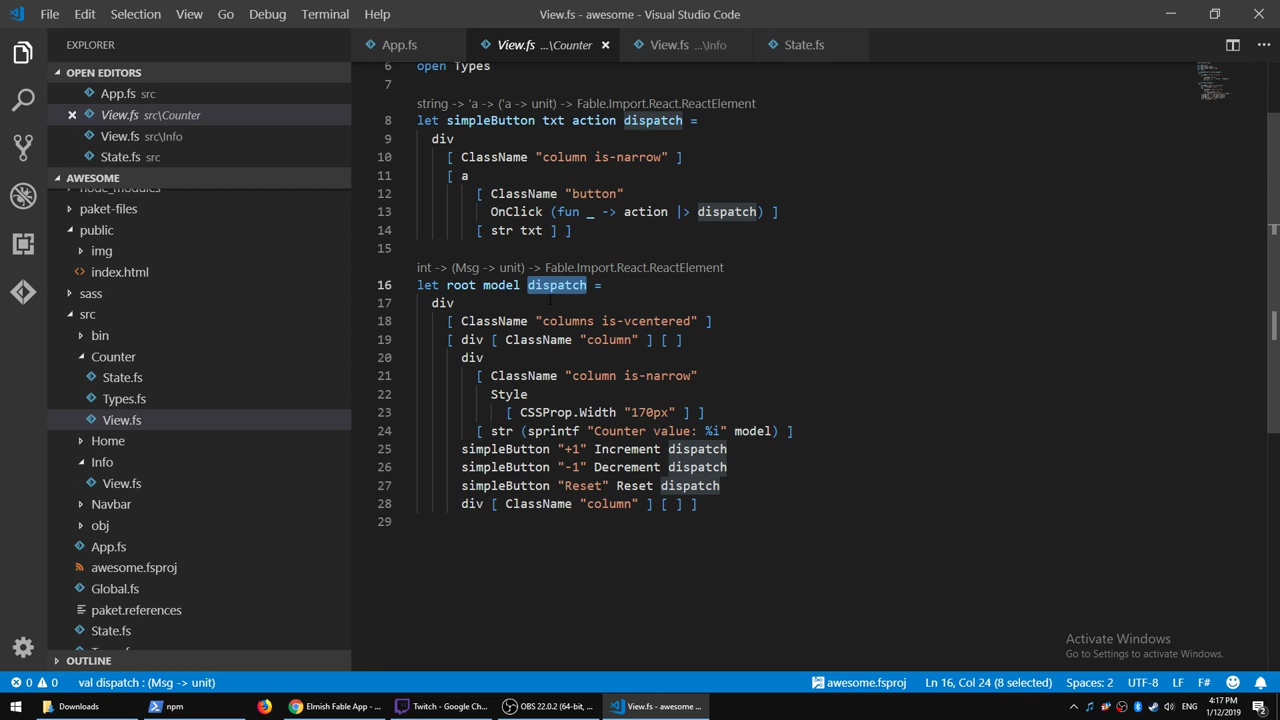 File Edit Selection View Go Debug Terminal Help
View.fs - awesome - Visual Studio Code
EXPLORER
OPEN EDITORS
App.fs src
View.fs src\Counter
View.fs src\Info
State.fs src
AWESOME
node_modules
paket-files
public
img
index.html
sass
src
bin
Counter
State.fs
Types.fs
View.fs
Home
Info
View.fs
Navbar
obj
App.fs
awesome.fsproj
Global.fs
paket.references
State.fs
OUTLINE
App.fs
View.fs ...\Counter
View.fs ...\Info
State.fs
6 open Types
7
string -> 'a -> ('a -> unit) -> Fable.Import.React.ReactElement
8 let simpleButton txt action dispatch =
9 div
10 [ ClassName "column is-narrow" ]
11 [ a
12 [ ClassName "button"
13 OnClick (fun _ -> action |> dispatch) ]
14 [ str txt ] ]
15
int -> (Msg -> unit) -> Fable.Import.React.ReactElement
16 let root model dispatch =
17 div
18 [ ClassName "columns is-vcentered" ]
19 [ div [ ClassName "column" ] [ ]
20 div
21 [ ClassName "column is-narrow"
22 Style
23 [ CSSProp.Width "170px" ] ]
24 [ str (sprintf "Counter value: %i" model) ]
25 simpleButton "+1" Increment dispatch
26 simpleButton "-1" Decrement dispatch
27 simpleButton "Reset" Reset dispatch
28 div [ ClassName "column" ] [ ] ]
29
Activate Windows
Go to Settings to activate Windows.
0 0 val dispatch : (Msg -> unit)
awesome.fsproj Ln 16, Col 24 (8 selected) Spaces: 2 UTF-8 LF F#
Downloads
npm
Elmish Fable App - ...
Twitch - Google Ch...
OBS 22.0.2 (64-bit, ...
View.fs - awesome ...
4:17 PM
1/12/2019
2